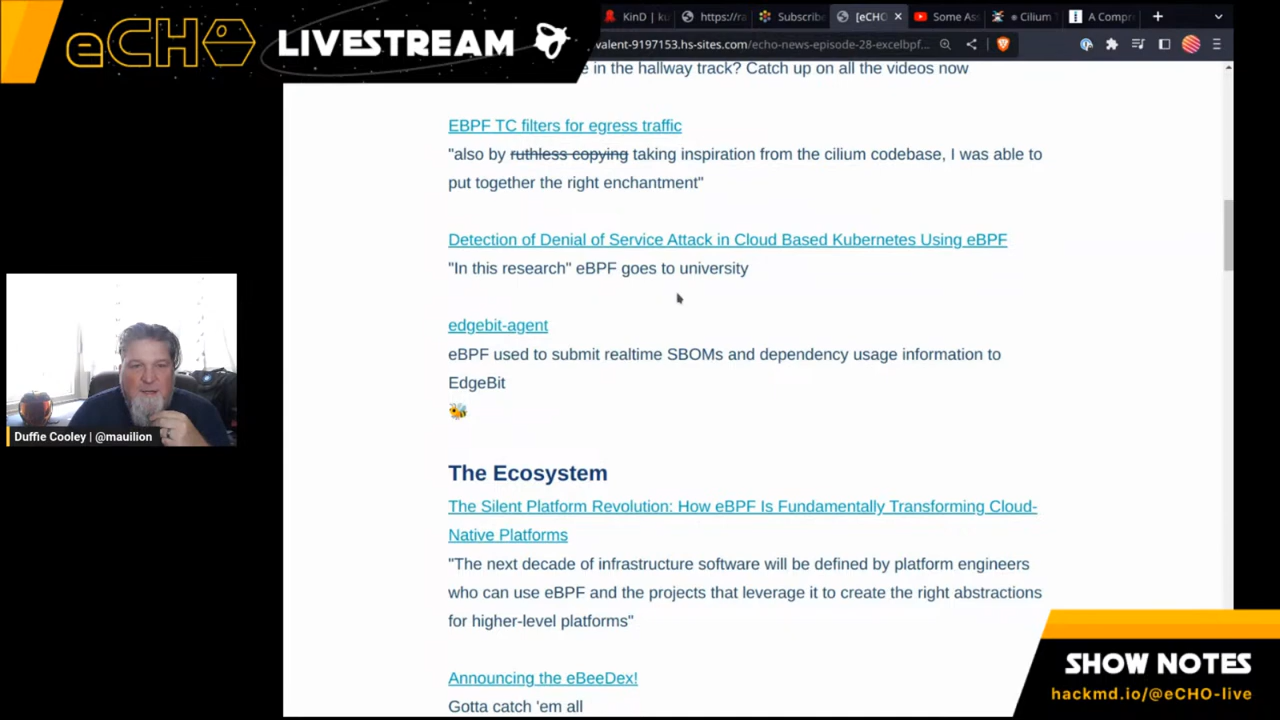 eCHO
LIVESTREAM
KinD | ku
https://ra
Subscribe
[eCHO
Some As
Cilium
A Compr
valent-9197153.hs-sites.com/echo-news-episode-28-excelbpf...
e in the hallway track? Catch up on all the videos now
EBPF TC filters for egress traffic
"also by ruthless copying taking inspiration from the cilium codebase, I was able to
put together the right enchantment"
Detection of Denial of Service Attack in Cloud Based Kubernetes Using eBPF
"In this research" eBPF goes to university
edgebit-agent
eBPF used to submit realtime SBOMs and dependency usage information to
EdgeBit
Duffie Cooley | @mauilion
The Ecosystem
The Silent Platform Revolution: How eBPF Is Fundamentally Transforming Cloud-
Native Platforms
"The next decade of infrastructure software will be defined by platform engineers
who can use eBPF and the projects that leverage it to create the right abstractions
for higher-level platforms"
Announcing the eBeeDex!
Gotta catch 'em all
SHOW NOTES
hackmd.io/@eCHO-live